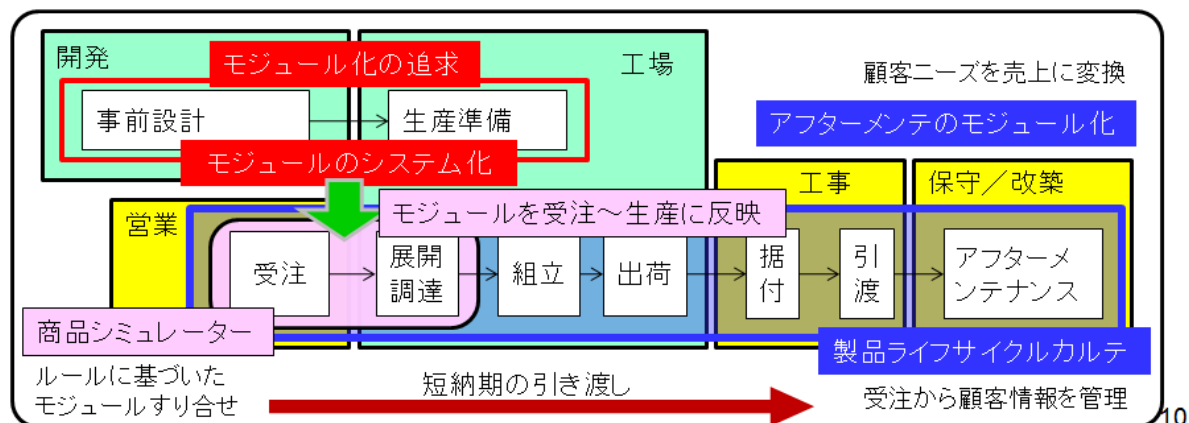 開発
モジュール化の追求
工場
顧客ニーズを売上に変換
事前設計
生産準備
アフターメンテのモジュール化
モジュールのシステム化
工事
保守／改築
営業
モジュールを受注～生産に反映
受注
展開
調達
組立
出荷
据
付
引
渡
アフターメ
ンテナンス
商品シミュレーター
製品ライフサイクルカルテ
ルールに基づいた
モジュールすり合せ
短納期の引き渡し
受注から顧客情報を管理
10